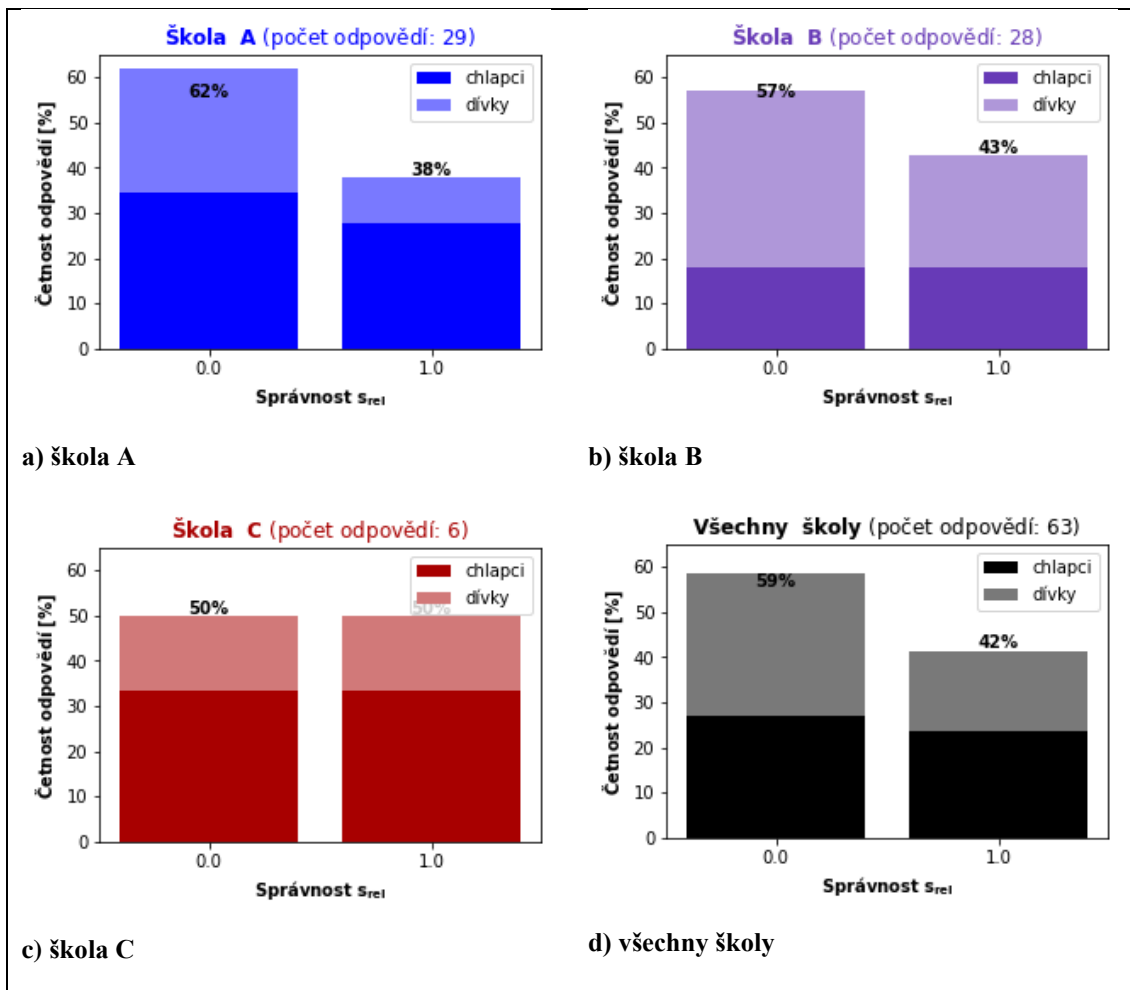 Škola A (počet odpovědí: 29)
Četnost odpovědí [%]
60
50
40
30
20
10
0
62%
38%
chlapci
dívky
0.0
1.0
Správnost s_rel
a) škola A
Škola B (počet odpovědí: 28)
Četnost odpovědí [%]
60
50
40
30
20
10
0
57%
43%
chlapci
dívky
0.0
1.0
Správnost s_rel
b) škola B
Škola C (počet odpovědí: 6)
Četnost odpovědí [%]
60
50
40
30
20
10
0
50%
50%
chlapci
dívky
0.0
1.0
Správnost s_rel
c) škola C
Všechny školy (počet odpovědí: 63)
Četnost odpovědí [%]
60
50
40
30
20
10
0
59%
42%
chlapci
dívky
0.0
1.0
Správnost s_rel
d) všechny školy